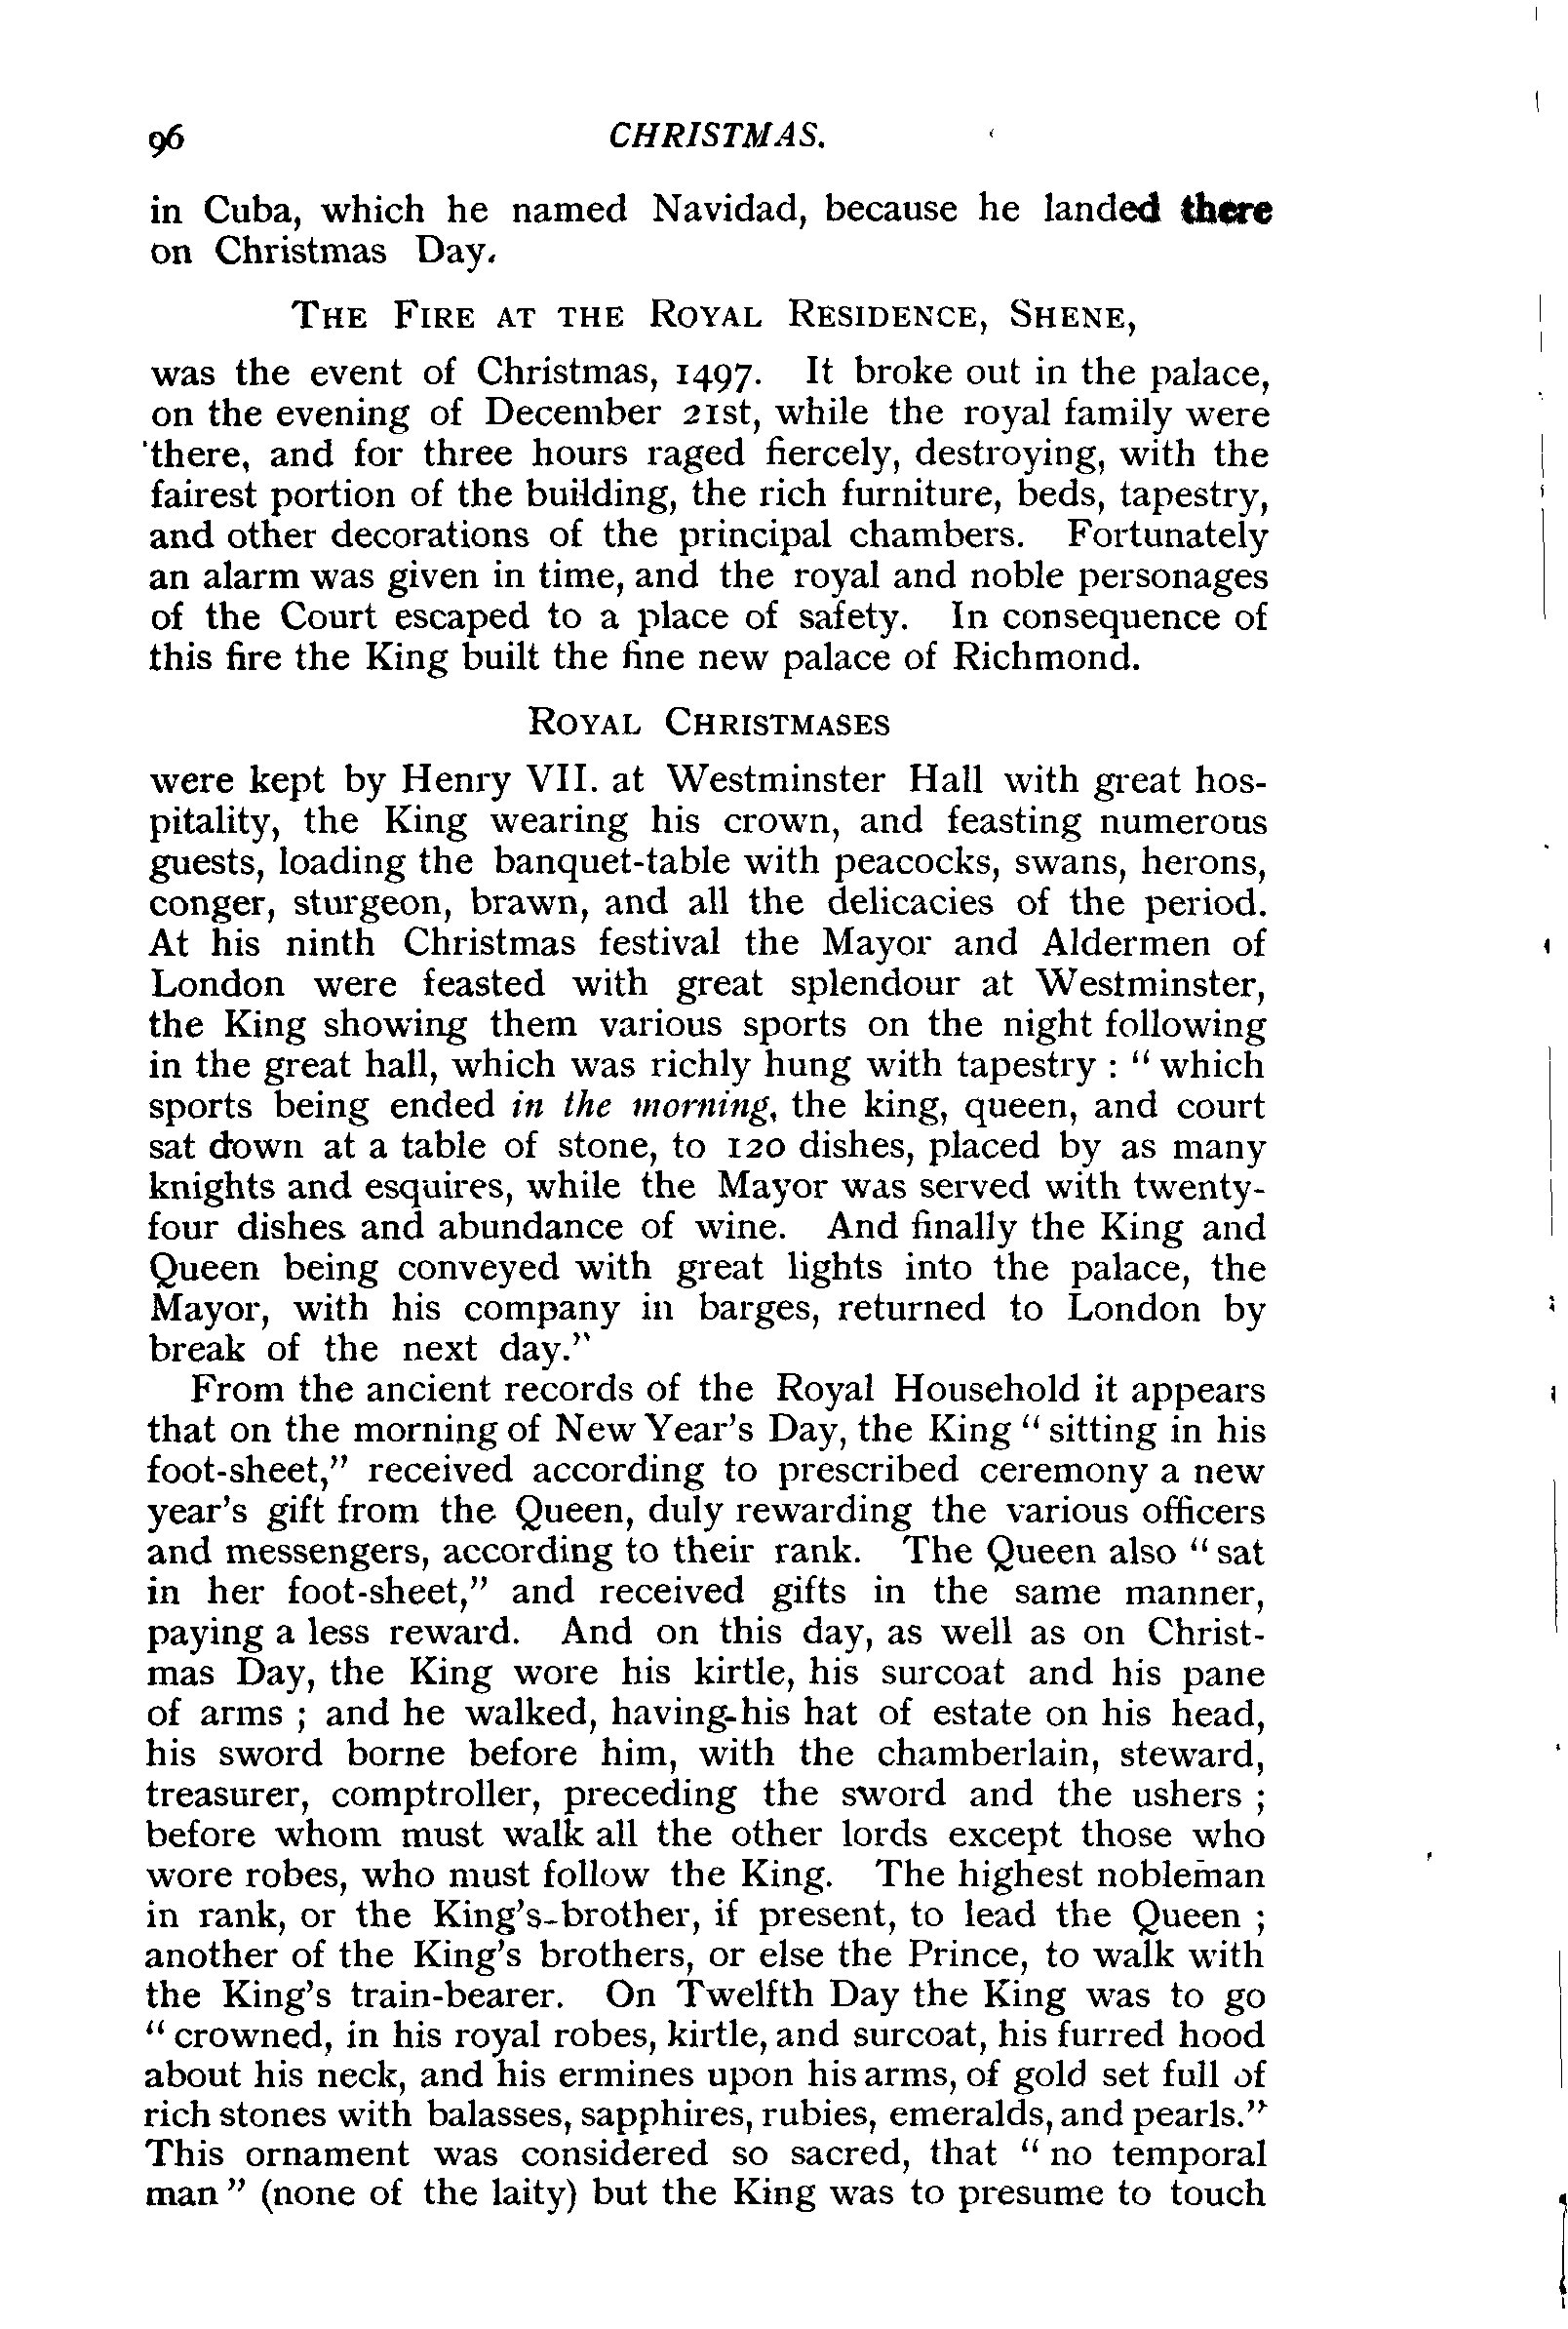 96 CHRISTMAS.
in Cuba, which he named Navidad, because he landed there
on Christmas Day.
THE FIRE AT THE ROYAL RESIDENCE, SHENE,
was the event of Christmas, 1497. It broke out in the palace,
on the evening of December 21st, while the royal family were
there, and for three hours raged fiercely, destroying, with the
fairest portion of the building, the rich furniture, beds, tapestry,
and other decorations of the principal chambers. Fortunately
an alarm was given in time, and the royal and noble personages
of the Court escaped to a place of safety. In consequence of
this fire the King built the fine new palace of Richmond.
ROYAL CHRISTMASES
were kept by Henry VII. at Westminster Hall with great hos-
pitality, the King wearing his crown, and feasting numerous
guests, loading the banquet-table with peacocks, swans, herons,
conger, sturgeon, brawn, and all the delicacies of the period.
At his ninth Christmas festival the Mayor and Aldermen of
London were feasted with great splendour at Westminster,
the King showing them various sports on the night following
in the great hall, which was richly hung with tapestry : “ which
sports being ended in the morning, the king, queen, and court
sat down at a table of stone, to 120 dishes, placed by as many
knights and esquires, while the Mayor was served with twenty-
four dishes and abundance of wine. And finally the King and
Queen being conveyed with great lights into the palace, the
Mayor, with his company in barges, returned to London by
break of the next day.”
From the ancient records of the Royal Household it appears
that on the morning of New Year’s Day, the King “ sitting in his
foot-sheet,” received according to prescribed ceremony a new
year’s gift from the Queen, duly rewarding the various officers
and messengers, according to their rank. The Queen also “ sat
in her foot-sheet,” and received gifts in the same manner,
paying a less reward. And on this day, as well as on Christ-
mas Day, the King wore his kirtle, his surcoat and his pane
of arms ; and he walked, having his hat of estate on his head,
his sword borne before him, with the chamberlain, steward,
treasurer, comptroller, preceding the sword and the ushers ;
before whom must walk all the other lords except those who
wore robes, who must follow the King. The highest nobleman
in rank, or the King’s brother, if present, to lead the Queen ;
another of the King’s brothers, or else the Prince, to walk with
the King’s train-bearer. On Twelfth Day the King was to go
“ crowned, in his royal robes, kirtle, and surcoat, his furred hood
about his neck, and his ermines upon his arms, of gold set full of
rich stones with balasses, sapphires, rubies, emeralds, and pearls.”
This ornament was considered so sacred, that “ no temporal
man ” (none of the laity) but the King was to presume to touch